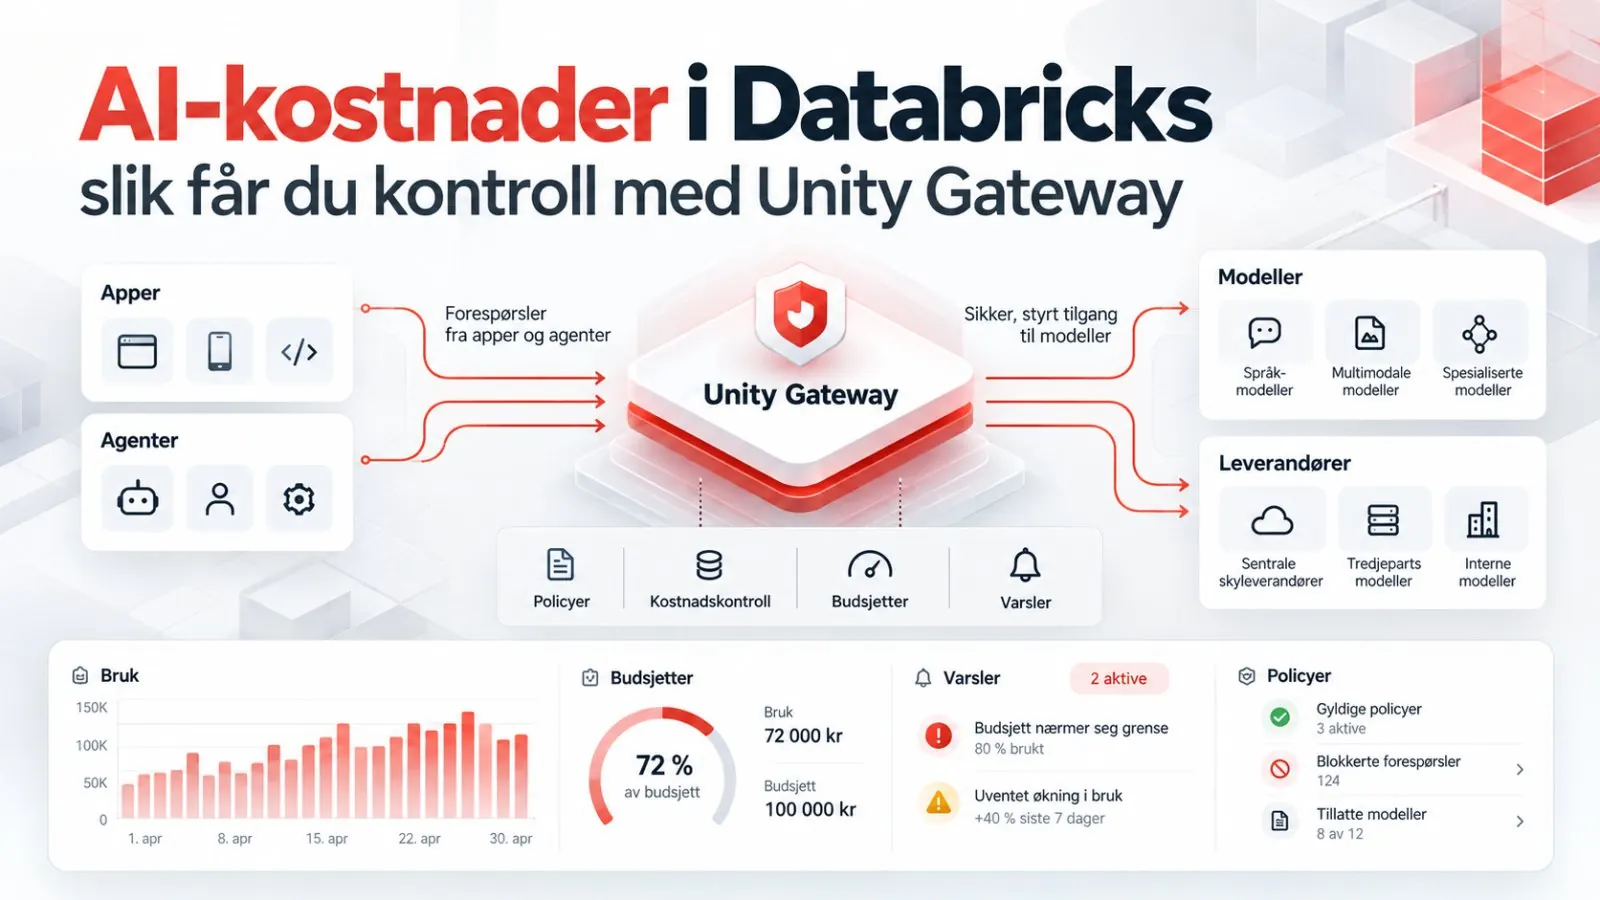 AI-kostnader i Databricks
slik får du kontroll med Unity Gateway
Apper
Agenter
Forespørsler
fra apper og agenter
Unity Gateway
Sikker, styrt tilgang
til modeller
Modeller
Språk-
modeller
Multimodale
modeller
Spesialiserte
modeller
Leverandører
Sentrale
skyleverandører
Tredjeparts
modeller
Interne
modeller
Policyer
Kostnadskontroll
Budsjetter
Varsler
Bruk
150K
100K
50K
0
1. apr
8. apr
15. apr
22. apr
30. apr
Budsjetter
72 %
av budsjett
Bruk
72 000 kr
Budsjett
100 000 kr
Varsler
2 aktive
Budsjett nærmer seg grense
80 % brukt
Uventet økning i bruk
+40 % siste 7 dager
Policyer
Gyldige policyer
3 aktive
Blokkerte forespørsler
124
Tillatte modeller
8 av 12